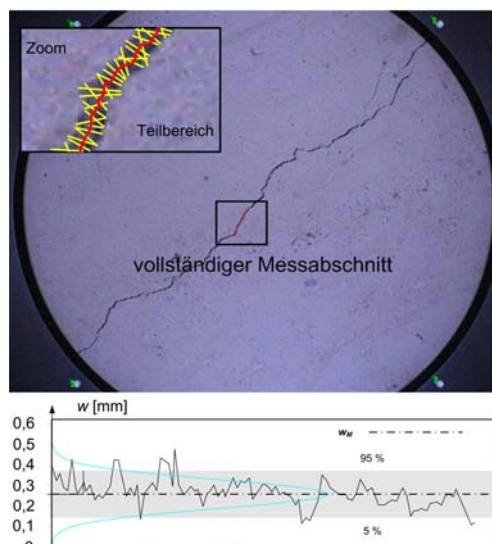 Zoom
Teilbereich
vollständiger Messabschnitt
w [mm]
0,6
0,5
0,4
0,3
0,2
0,1
0
w_M
95 %
5 %